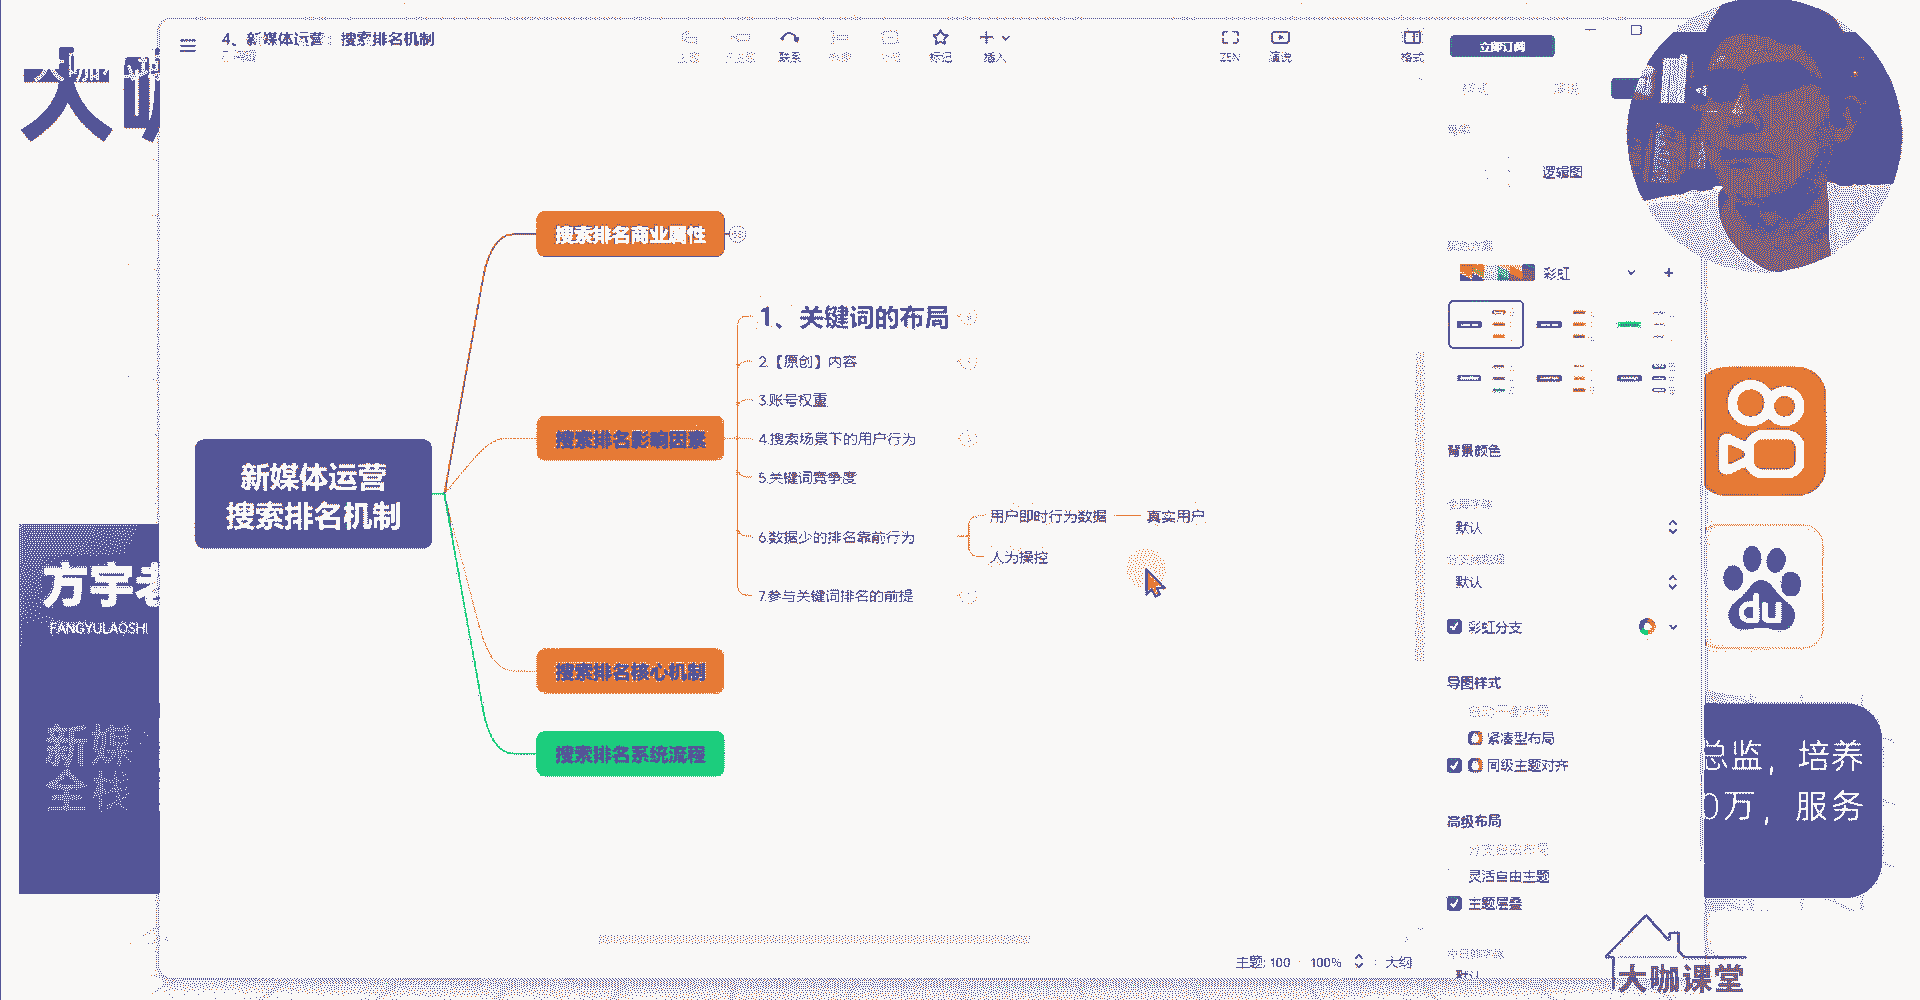 大咖
4、新媒体运营：搜索排名机制
联系
标记
插入
ZEN
演说
格式
立即订阅
逻辑图
彩虹
搜索排名商业属性
1、关键词的布局
2.【原创】内容
3.账号权重
搜索排名影响因素
4.搜索场景下的用户行为
5.关键词竞争度
新媒体运营
搜索排名机制
用户即时行为数据
真实用户
6.数据少的排名靠前行为
人为操控
7.参与关键词排名的前提
搜索排名核心机制
搜索排名系统流程
背景颜色
默认
默认
彩虹分支
导图样式
紧凑型布局
同级主题对齐
高级布局
灵活自由主题
主题层叠
默认
主题: 100
100%
大纲
方宇老
FANGYULAOSHI
新媒
全栈
du
总监，培养
0万，服务
大咖课堂